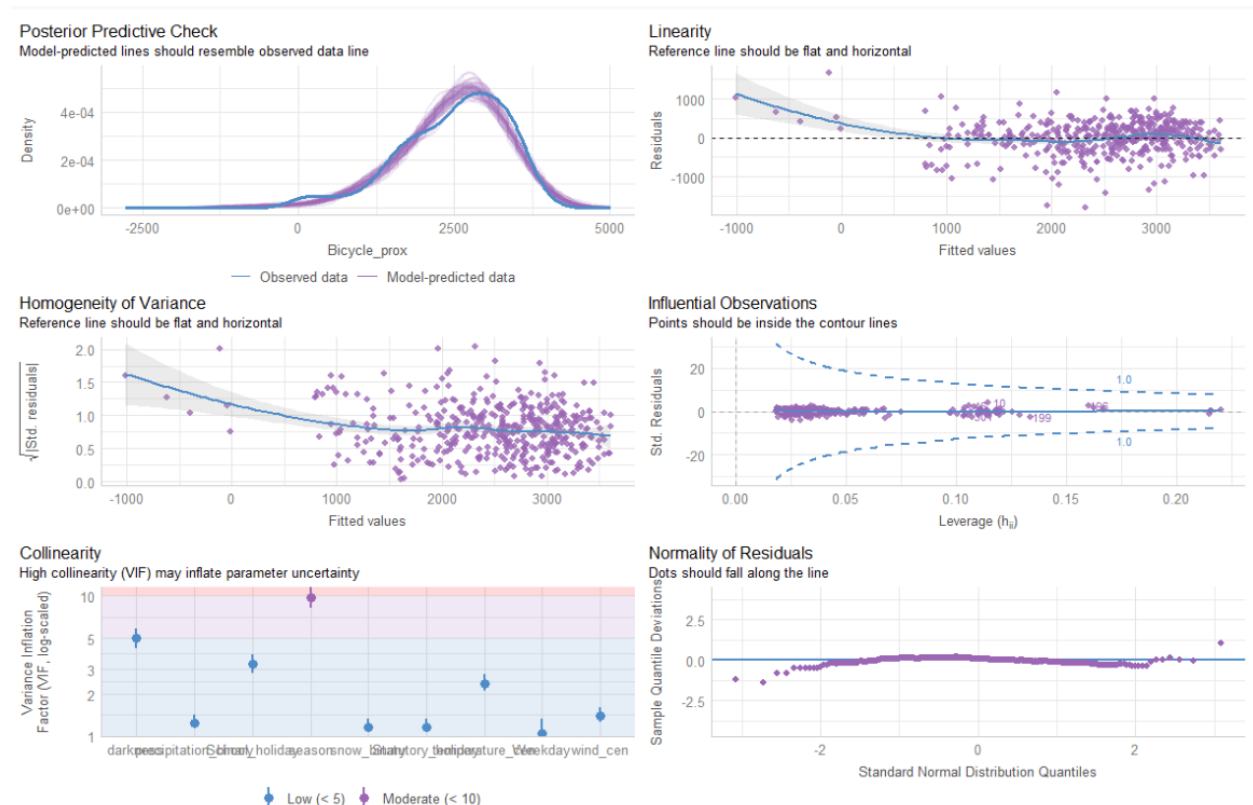 Posterior Predictive Check
Model-predicted lines should resemble observed data line
Density
4e-04
2e-04
0e+00
-2500
0
2500
5000
Bicycle_prox
Observed data
Model-predicted data
Linearity
Reference line should be flat and horizontal
Residuals
1000
0
-1000
-1000
0
1000
2000
3000
Fitted values
Homogeneity of Variance
Reference line should be flat and horizontal
√|Std. residuals|
2.0
1.5
1.0
0.5
0.0
-1000
0
1000
2000
3000
Fitted values
Influential Observations
Points should be inside the contour lines
Std. Residuals
20
0
-20
1.0
1.0
10
199
0.00
0.05
0.10
0.15
0.20
Leverage (hii)
Collinearity
High collinearity (VIF) may inflate parameter uncertainty
Variance Inflation
Factor (VIF, log-scaled)
10
5
3
2
1
season
wind_cen
Low (< 5)
Moderate (< 10)
Normality of Residuals
Dots should fall along the line
Sample Quantile Deviations
2.5
0.0
-2.5
-2
0
2
Standard Normal Distribution Quantiles